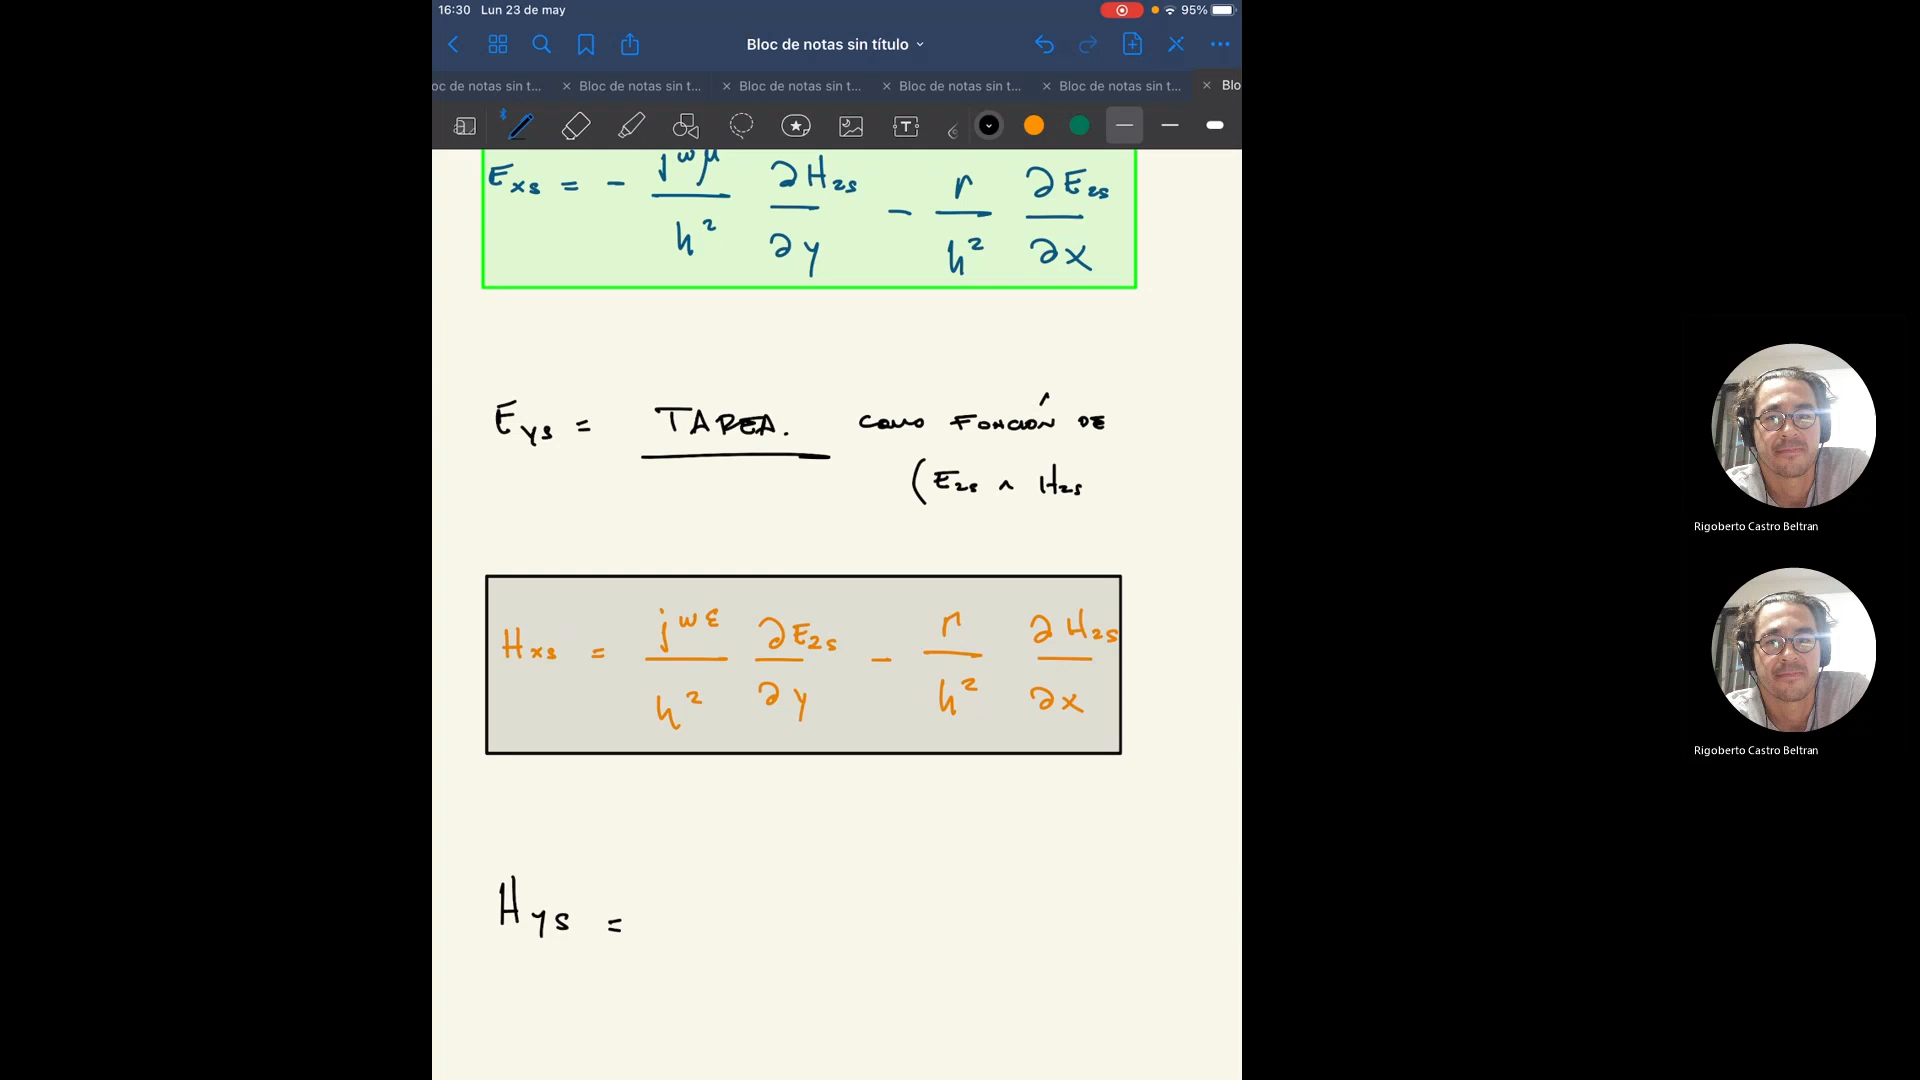 16:30 Lun 23 de may 95%
Bloc de notas sin título
oc de notas sin t... Bloc de notas sin t... Bloc de notas sin t... Bloc de notas sin t... Bloc de notas sin t... Blo
Exs = - jωμ/h² ∂Hzs/∂y - r/h² ∂Ezs/∂x
Eys = TAREA. COMO FUNCIÓN DE
(Ezs ∧ Hzs
Hxs = jωε/h² ∂Ezs/∂y - r/h² ∂Hzs/∂x
Hys =
Rigoberto Castro Beltran
Rigoberto Castro Beltran